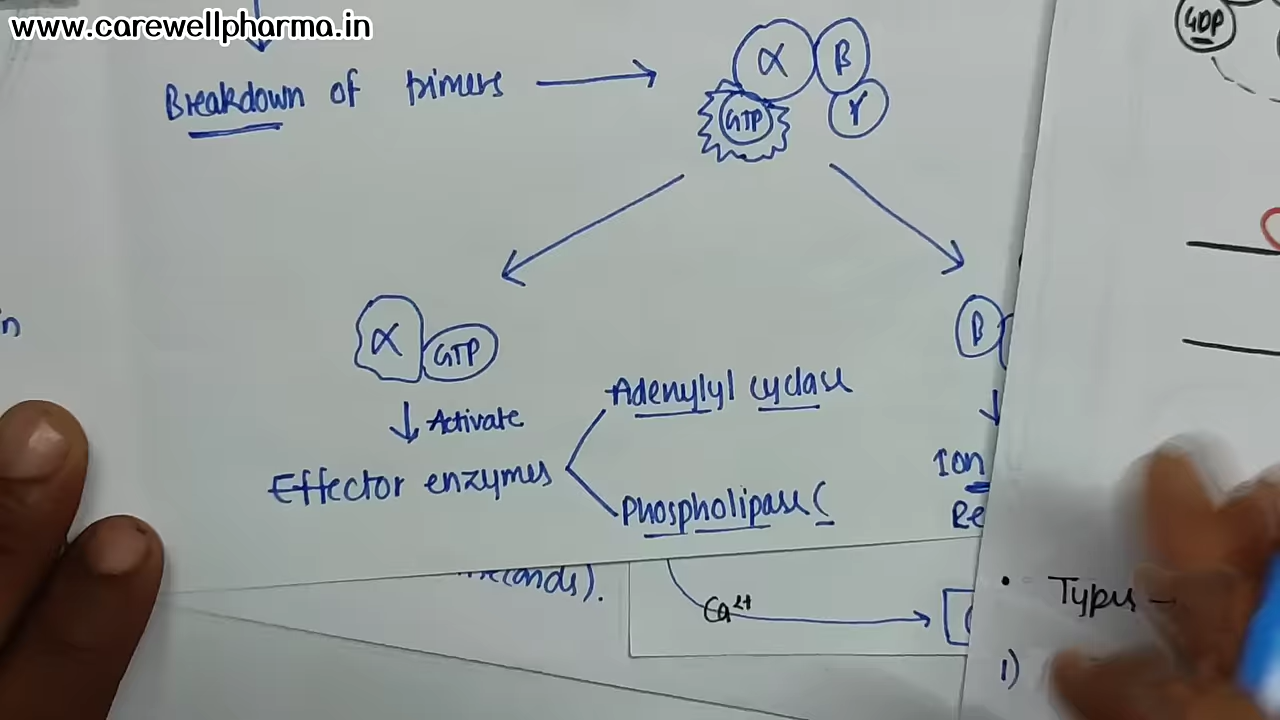 www.carewellpharma.in
GDP
Breakdown of trimers
α β
GTP γ
α GTP
β
Activate
Adenylyl cyclase
Effector enzymes
Phospholipase C
Ion
Re
Ca²⁺
Types
1)